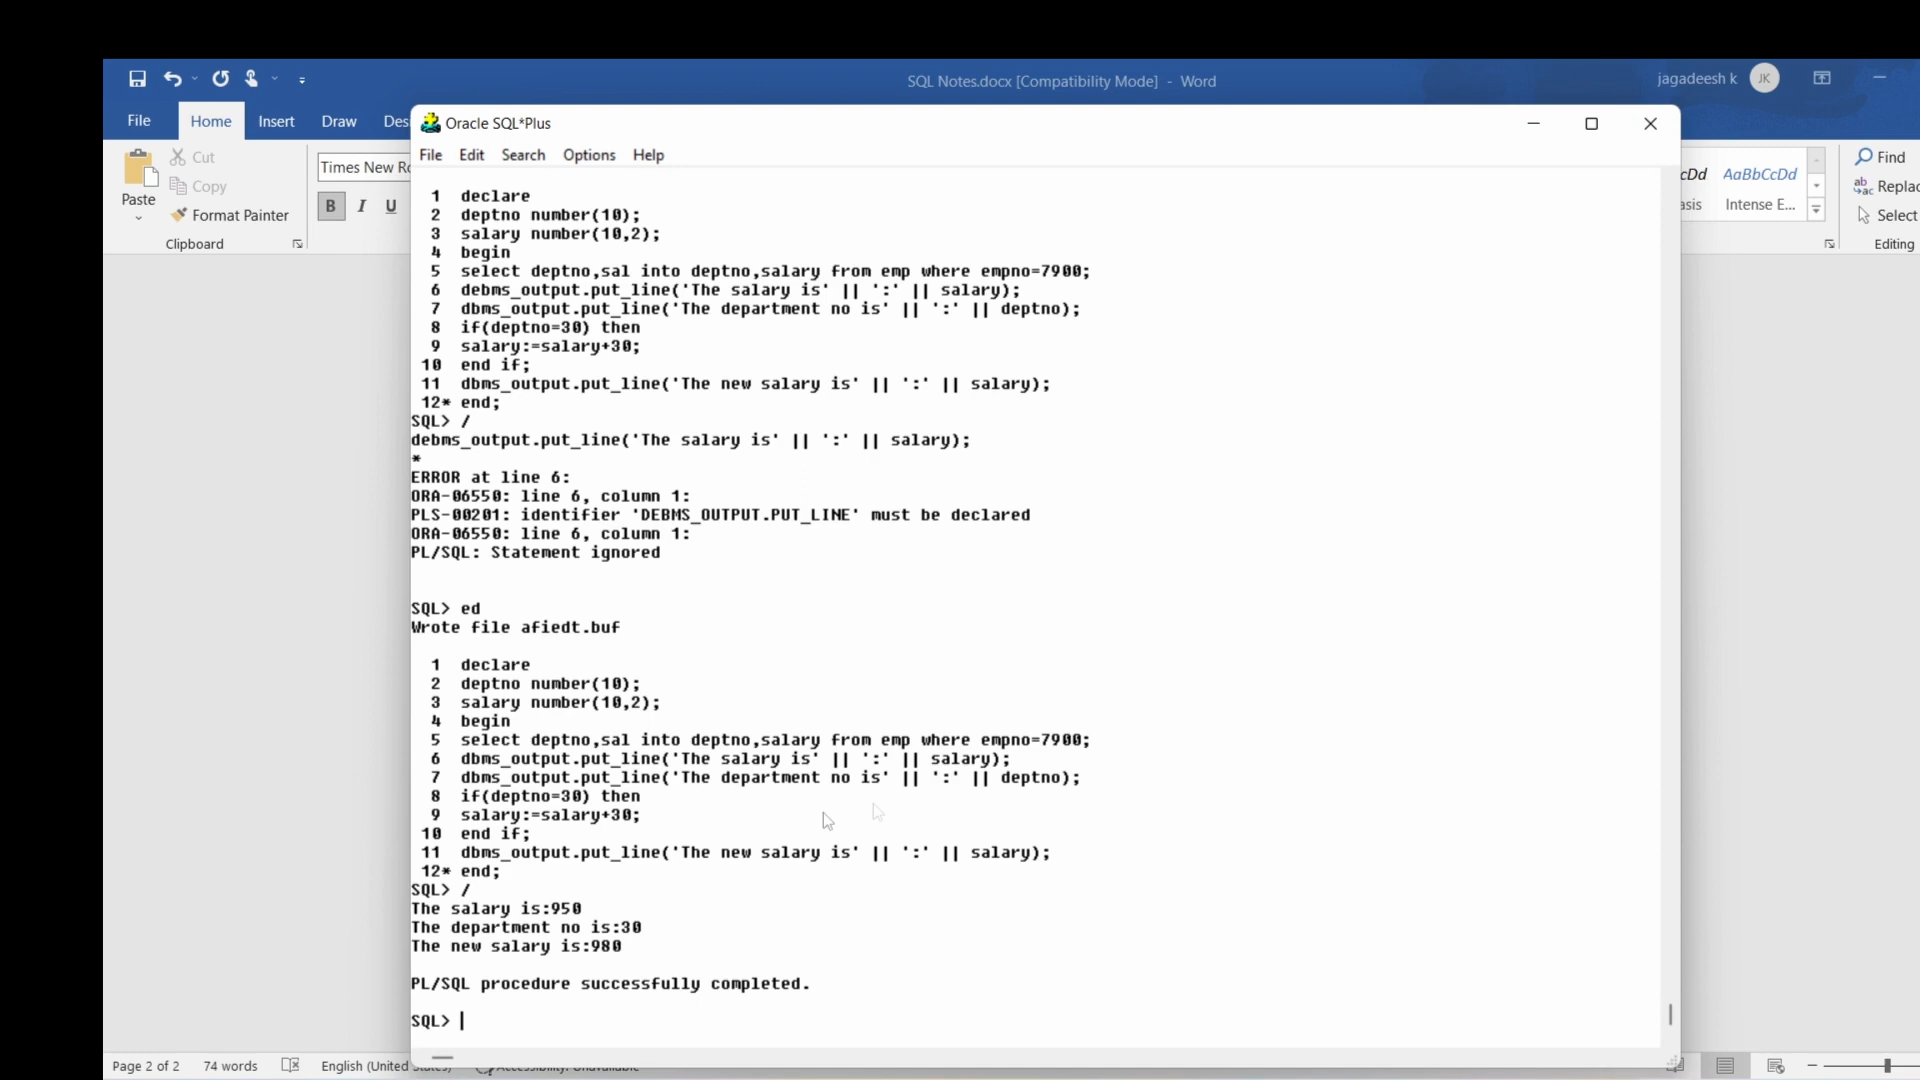 SQL Notes.docx [Compatibility Mode] - Word
jagadeesh k
JK
File
Home
Insert
Draw
Oracle SQL*Plus
File Edit Search Options Help
Paste
Cut
Copy
Format Painter
Clipboard
Times New Ro
B I U
AaBbCcDd
Intense E...
Find
Select
Editing
1 declare
2 deptno number(10);
3 salary number(10,2);
4 begin
5 select deptno,sal into deptno,salary from emp where empno=7900;
6 debms_output.put_line('The salary is' || ':' || salary);
7 dbms_output.put_line('The department no is' || ':' || deptno);
8 if(deptno=30) then
9 salary:=salary+30;
10 end if;
11 dbms_output.put_line('The new salary is' || ':' || salary);
12* end;
SQL> /
debms_output.put_line('The salary is' || ':' || salary);
*
ERROR at line 6:
ORA-06550: line 6, column 1:
PLS-00201: identifier 'DEBMS_OUTPUT.PUT_LINE' must be declared
ORA-06550: line 6, column 1:
PL/SQL: Statement ignored
SQL> ed
Wrote file afiedt.buf
1 declare
2 deptno number(10);
3 salary number(10,2);
4 begin
5 select deptno,sal into deptno,salary from emp where empno=7900;
6 dbms_output.put_line('The salary is' || ':' || salary);
7 dbms_output.put_line('The department no is' || ':' || deptno);
8 if(deptno=30) then
9 salary:=salary+30;
10 end if;
11 dbms_output.put_line('The new salary is' || ':' || salary);
12* end;
SQL> /
The salary is:950
The department no is:30
The new salary is:980
PL/SQL procedure successfully completed.
SQL>
Page 2 of 2 74 words English (United